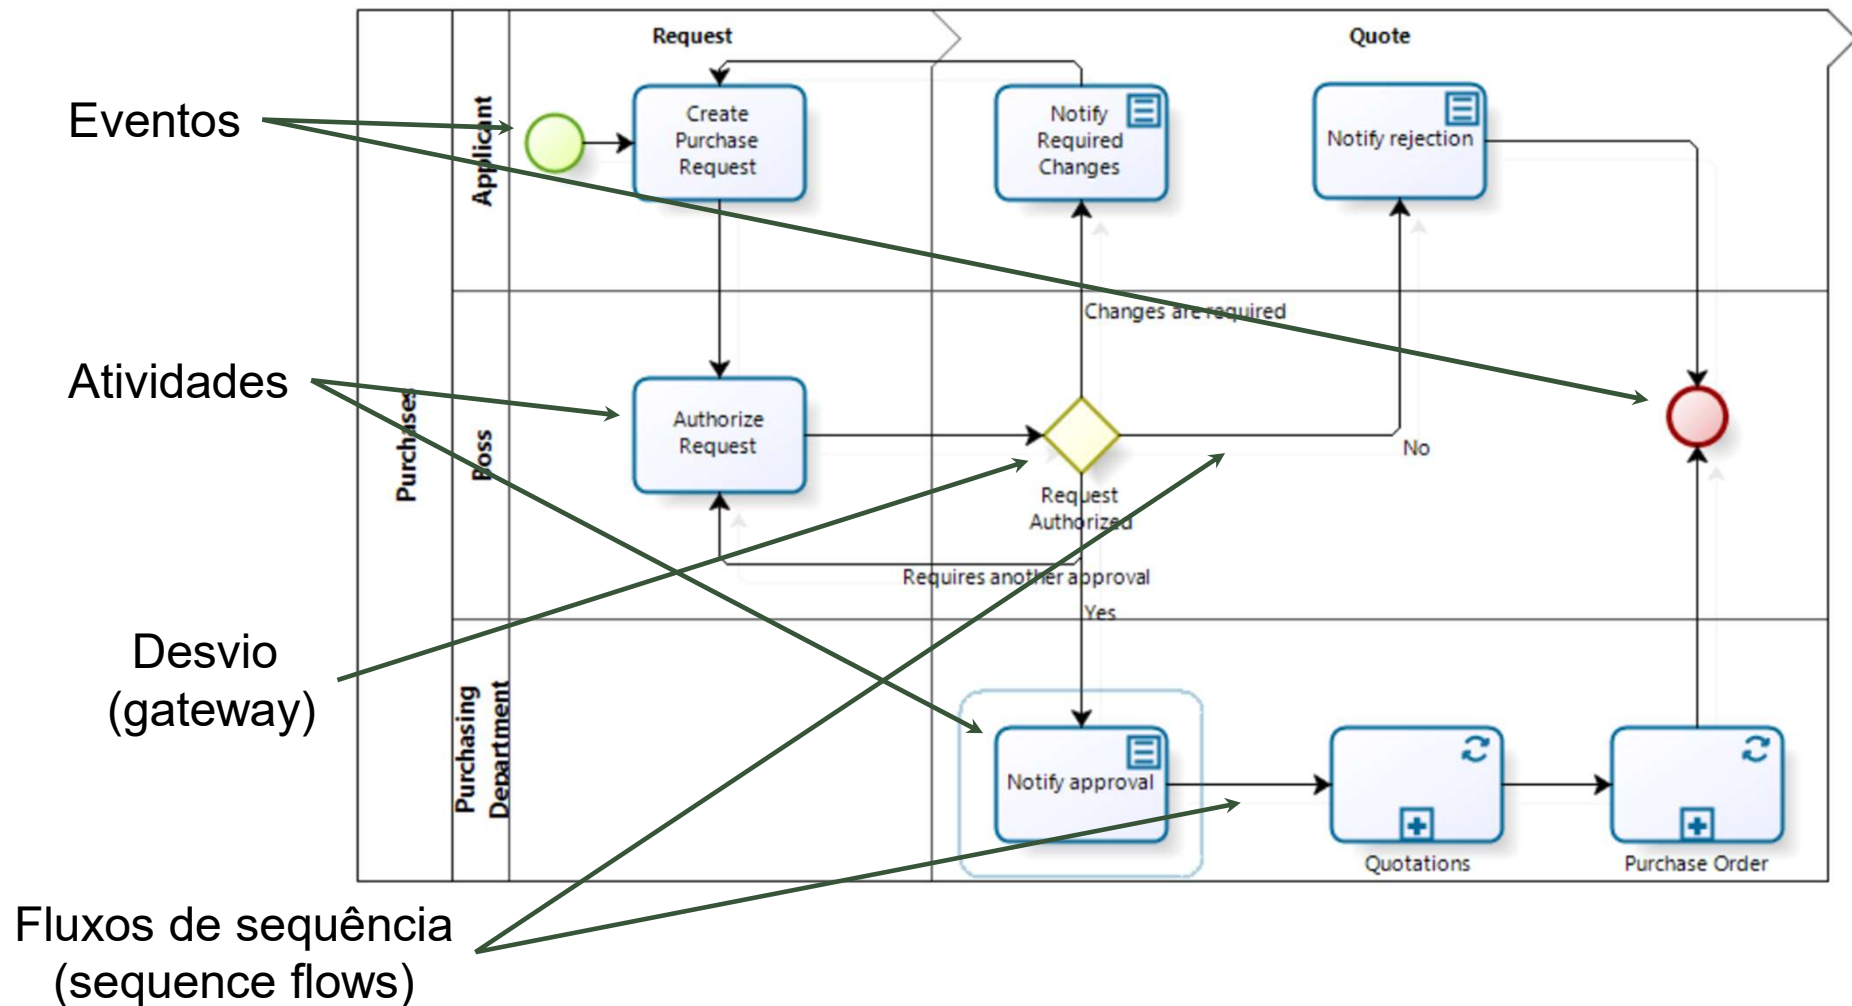 Request
Quote
Eventos
Applicant
Create
Purchase
Request
Notify
Required
Changes
Notify rejection
Changes are required
Atividades
Purchases
Boss
Authorize
Request
No
Request
Authorized
Requires another approval
Yes
Desvio
(gateway)
Purchasing
Department
Notify approval
Quotations
Purchase Order
Fluxos de sequência
(sequence flows)